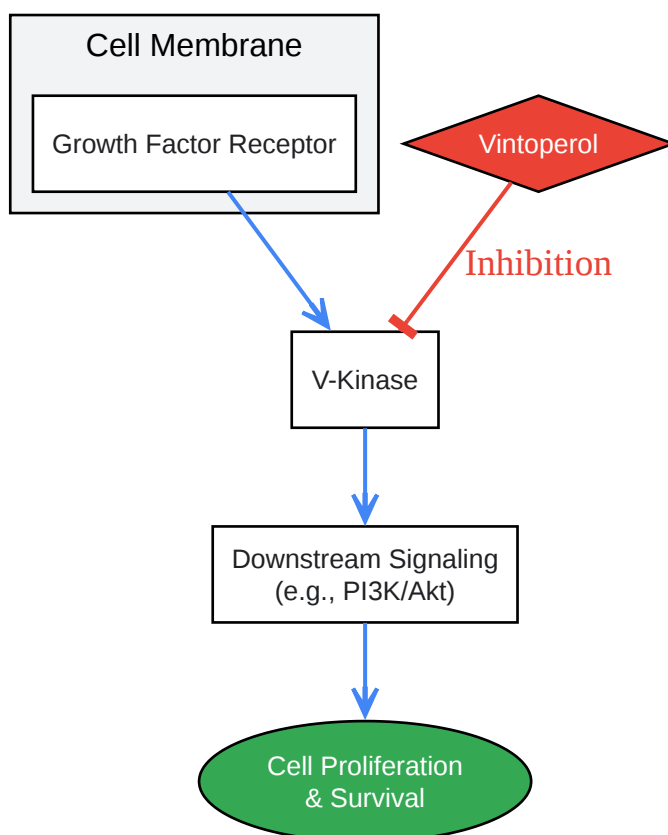 Cell Membrane
Growth Factor Receptor
Vintoperol
Inhibition
V-Kinase
Downstream Signaling
(e.g., PI3K/Akt)
Cell Proliferation
& Survival